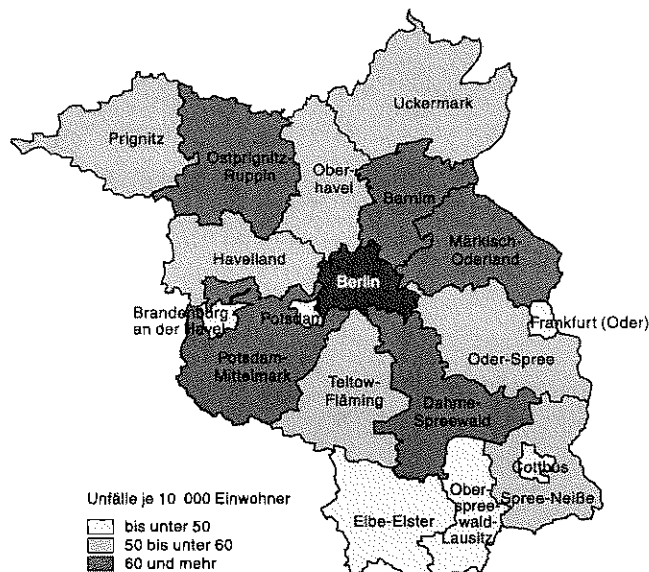 Uckermark
Prignitz
Ostprignitz-
Ruppin
Ober-
havel
Barnim
Märkisch-
Oderland
Havelland
Berlin
Brandenburg
an der Havel
Potsdam
Frankfurt (Oder)
Potsdam-
Mittelmark
Oder-Spree
Teltow-
Fläming
Dahme-
Spreewald
Cottbus
Spree-Neiße
Ober-
spree-
wald-
Lausitz
Elbe-Elster
Unfälle je 10 000 Einwohner
bis unter 50
50 bis unter 60
60 und mehr